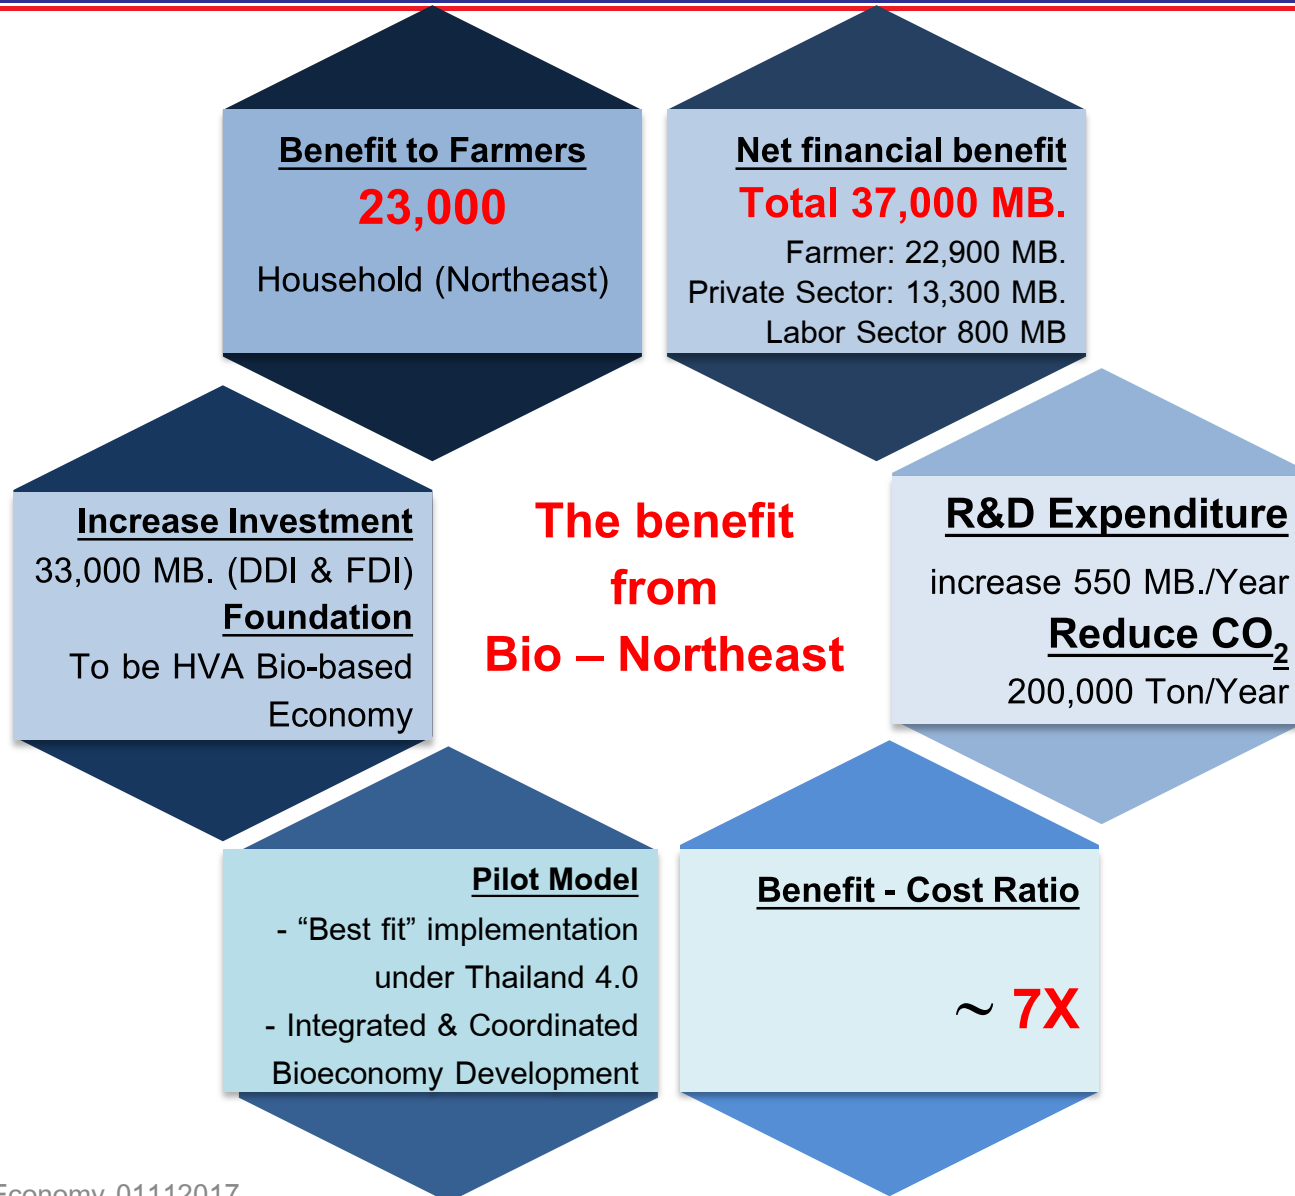 Benefit to Farmers
23,000
Household (Northeast)
Net financial benefit
Total 37,000 MB.
Farmer: 22,900 MB.
Private Sector: 13,300 MB.
Labor Sector 800 MB
Increase Investment
33,000 MB. (DDI & FDI)
Foundation
To be HVA Bio-based
Economy
The benefit
from
Bio – Northeast
R&D Expenditure
increase 550 MB./Year
Reduce CO₂
200,000 Ton/Year
Pilot Model
- “Best fit” implementation
under Thailand 4.0
- Integrated & Coordinated
Bioeconomy Development
Benefit - Cost Ratio
~ 7X
Economy 01112017